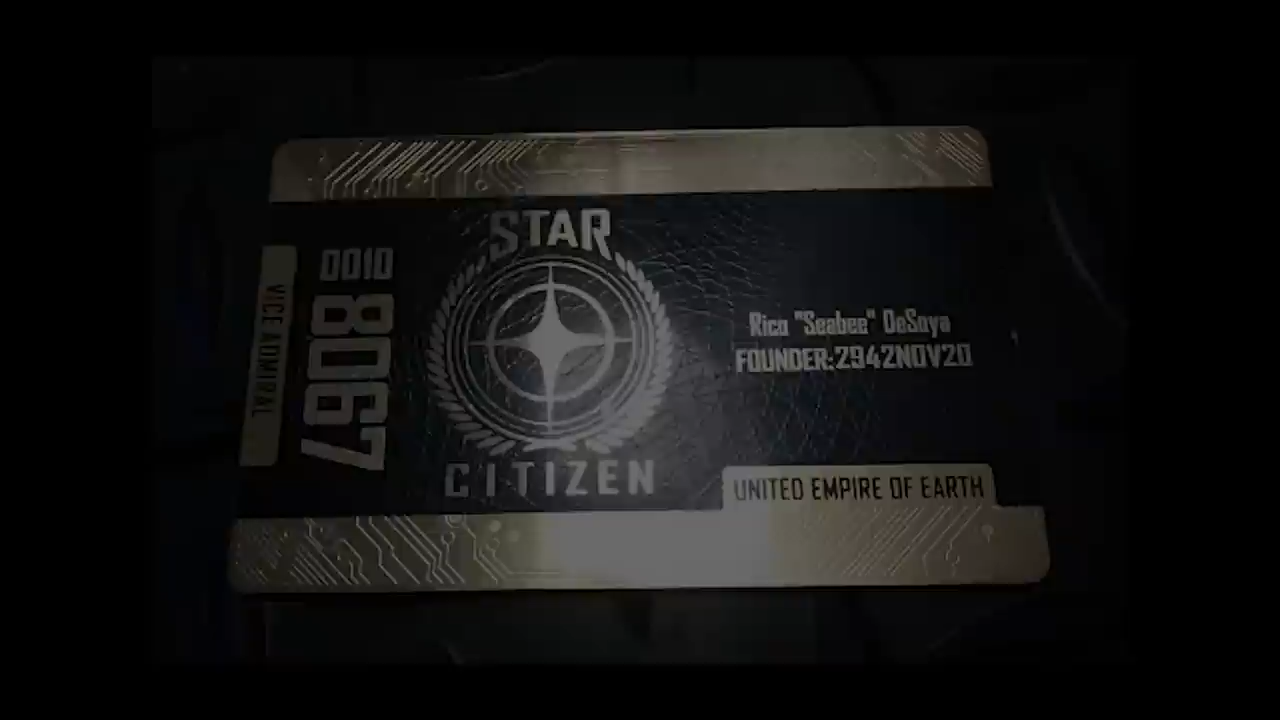 VICE ADMIRAL
0010
8067
STAR
CITIZEN
Rico "Seabee" DeSoya
FOUNDER:2942NOV20
UNITED EMPIRE OF EARTH